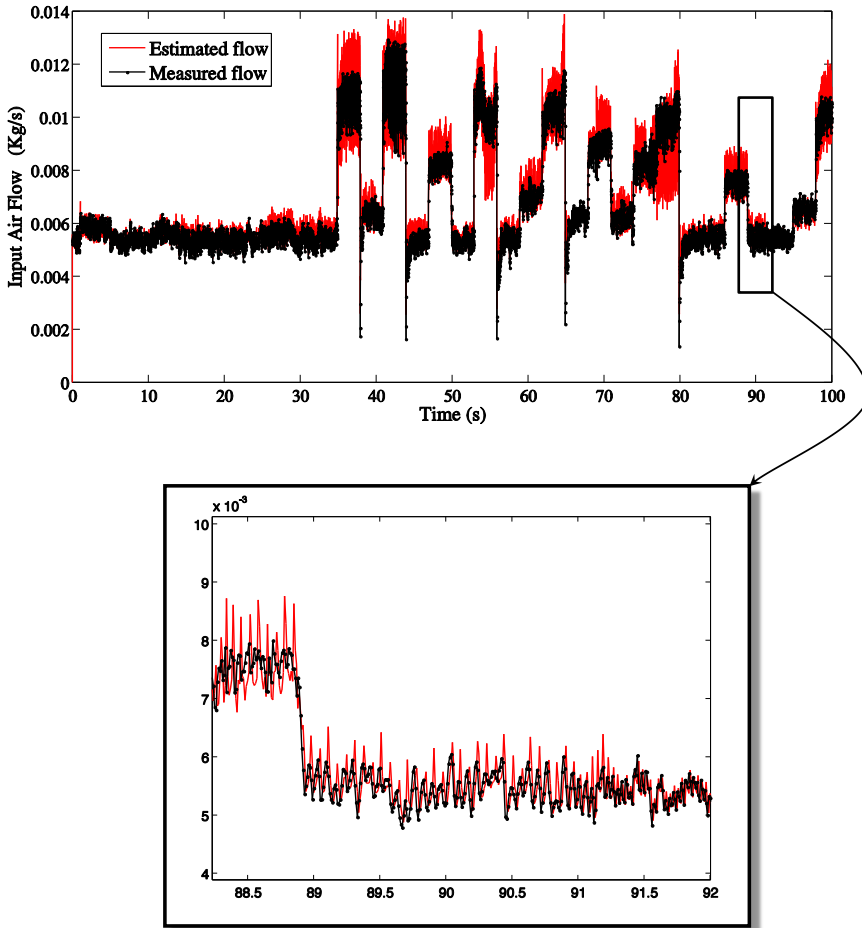 0.014
0.012
0.01
0.008
0.006
0.004
0.002
0
Input Air Flow (Kg/s)
Estimated flow
Measured flow
0 10 20 30 40 50 60 70 80 90 100
Time (s)
x 10⁻³
10
9
8
7
6
5
4
88.5 89 89.5 90 90.5 91 91.5 92